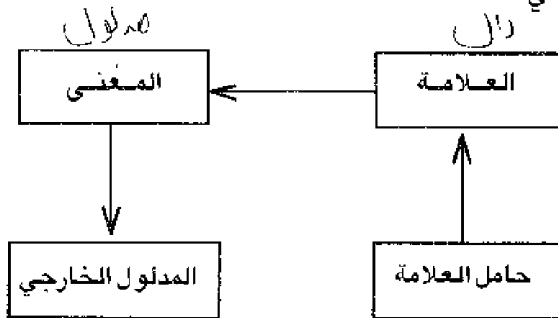 ي
دال
مدلول
العلامة
المعنى
حامل العلامة
المدلول الخارجي